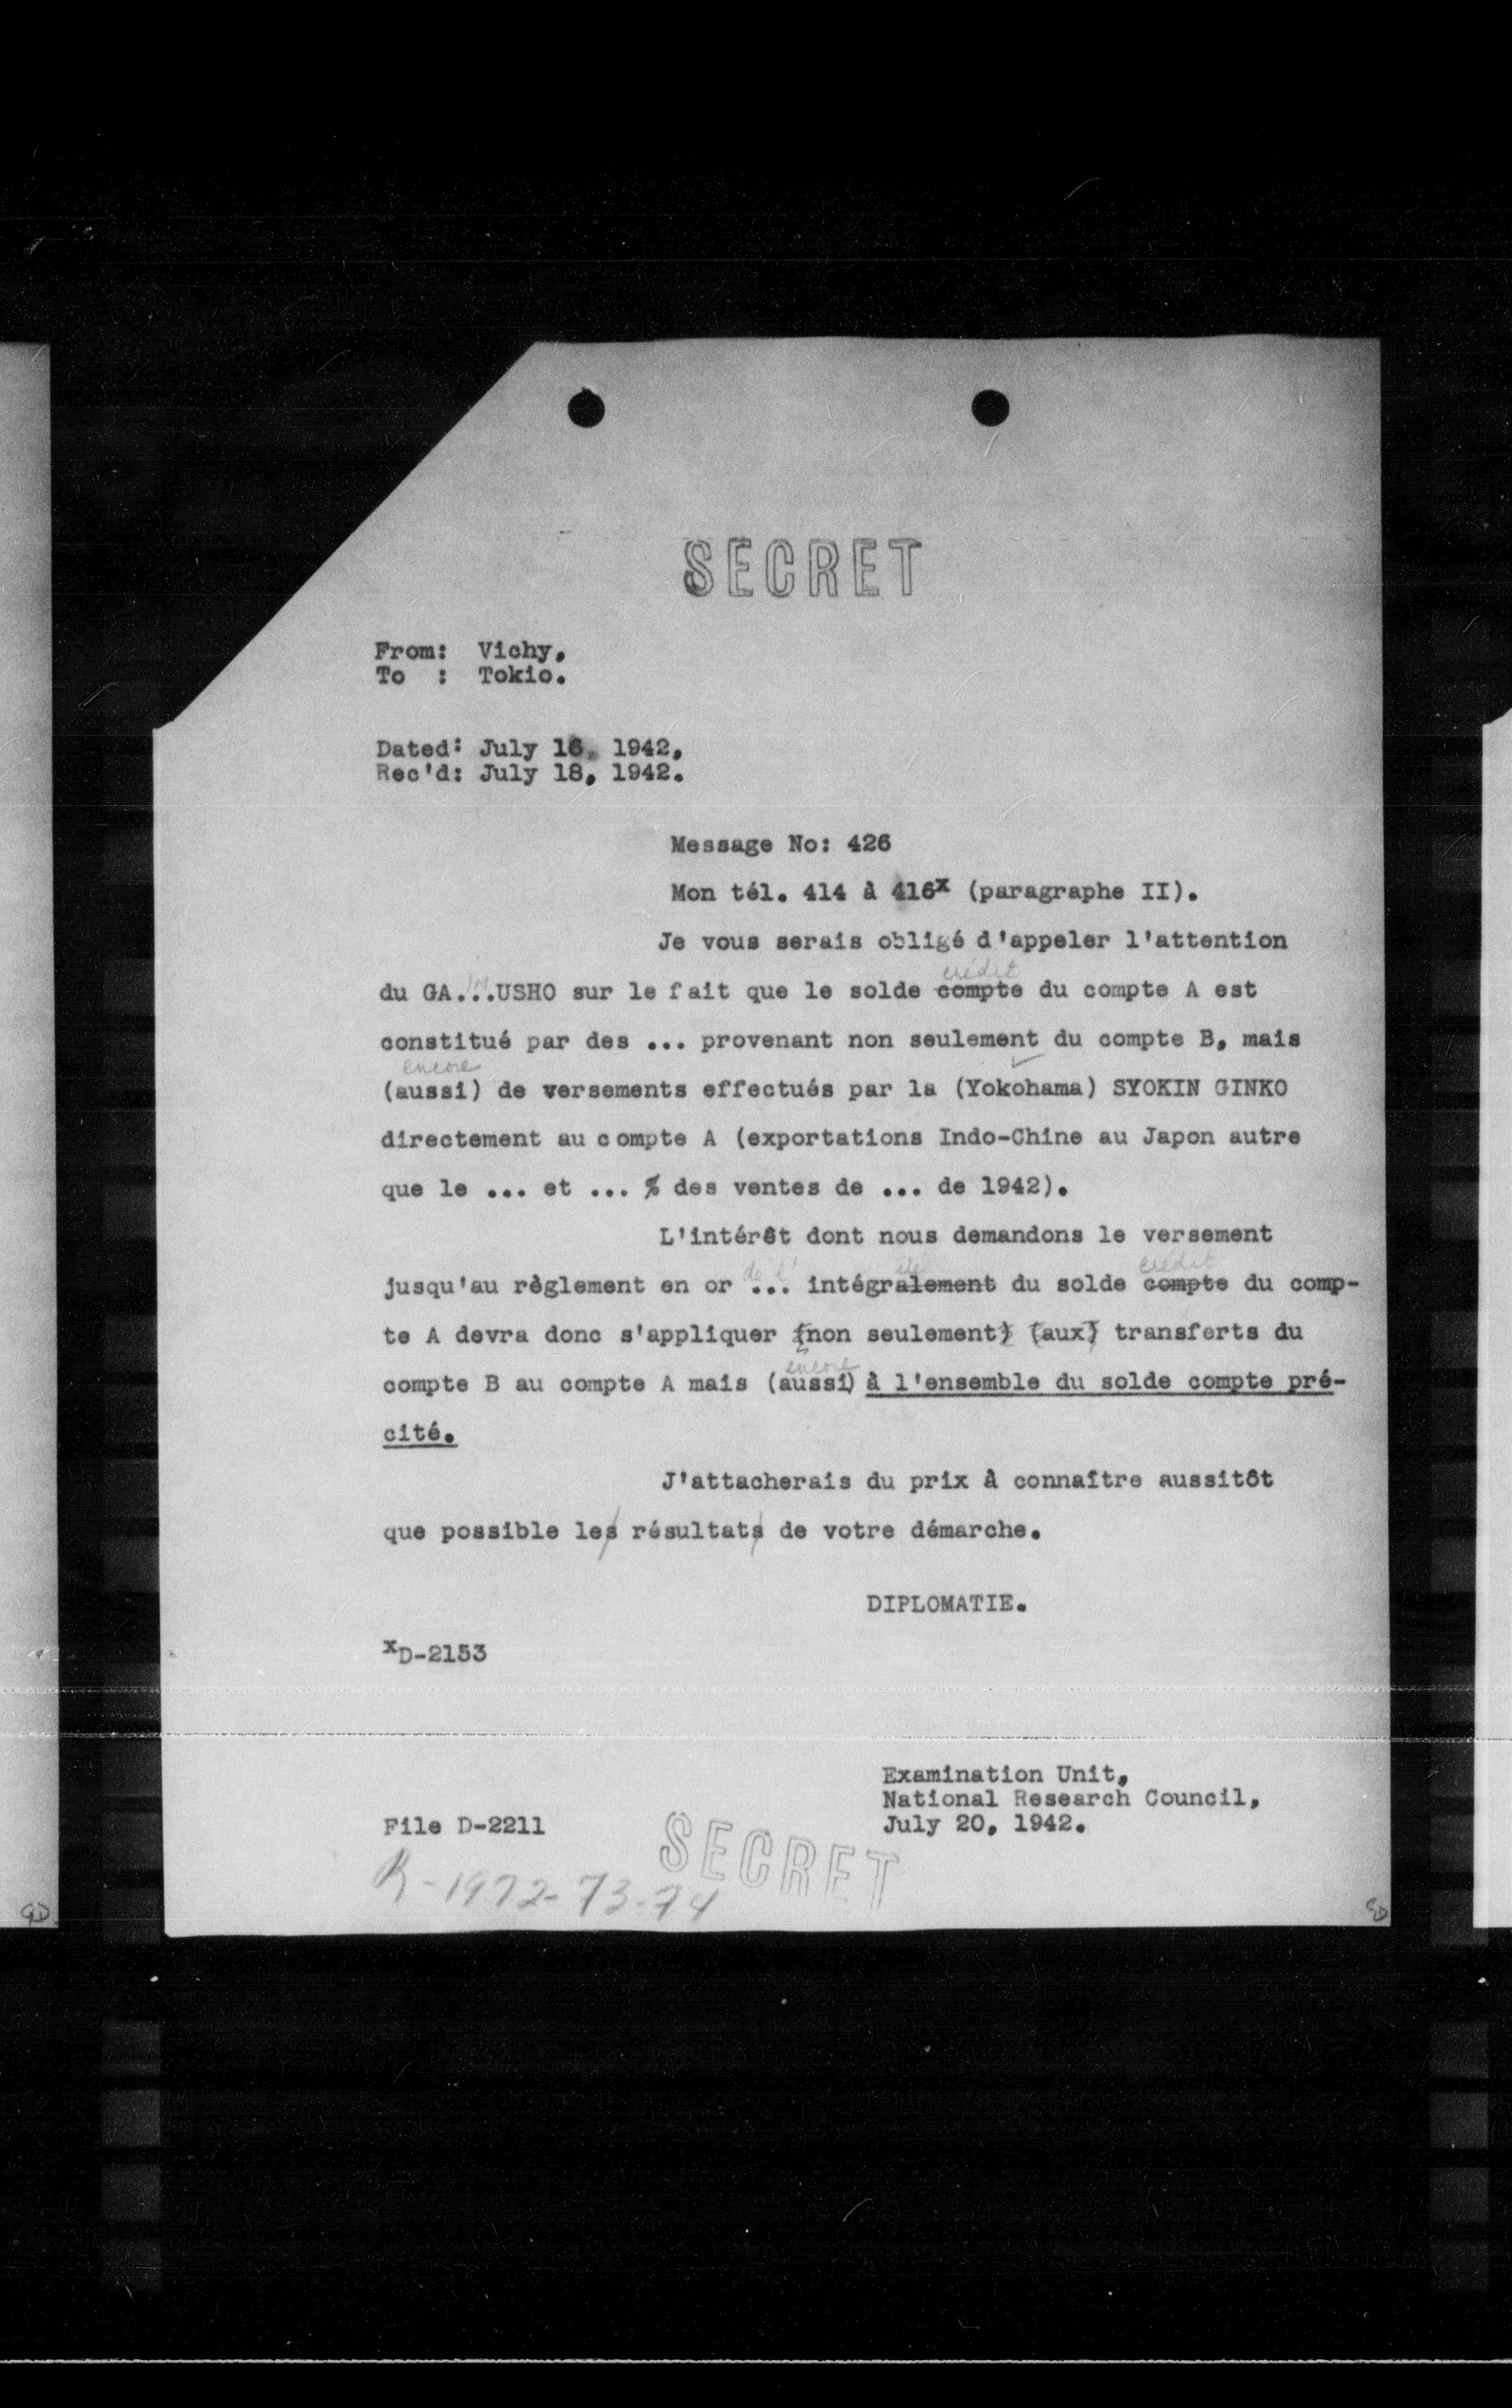 SECRET
From: Vichy.
To : Tokio.
Dated: July 16, 1942.
Rec'd: July 18, 1942.
Message No: 426
Mon tél. 414 à 416x (paragraphe II).
Je vous serais obligé d'appeler l'attention
crédit
du GA...USHO sur le fait que le solde compte du compte A est
constitué par des ... provenant non seulement du compte B, mais
encore
(aussi) de versements effectués par la (Yokohama) SYOKIN GINKO
directement au compte A (exportations Indo-Chine au Japon autre
que le ... et ... % des ventes de ... de 1942).
L'intérêt dont nous demandons le versement
de l' crédit
jusqu'au règlement en or ... intégralement du solde compte du comp-
te A devra donc s'appliquer (non seulement) (aux) transferts du
encore
compte B au compte A mais (aussi) à l'ensemble du solde compte pré-
cité.
J'attacherais du prix à connaître aussitôt
que possible les résultats de votre démarche.
DIPLOMATIE.
xD-2153
Examination Unit,
National Research Council,
File D-2211 July 20, 1942.
SECRET
R-1972-73-74